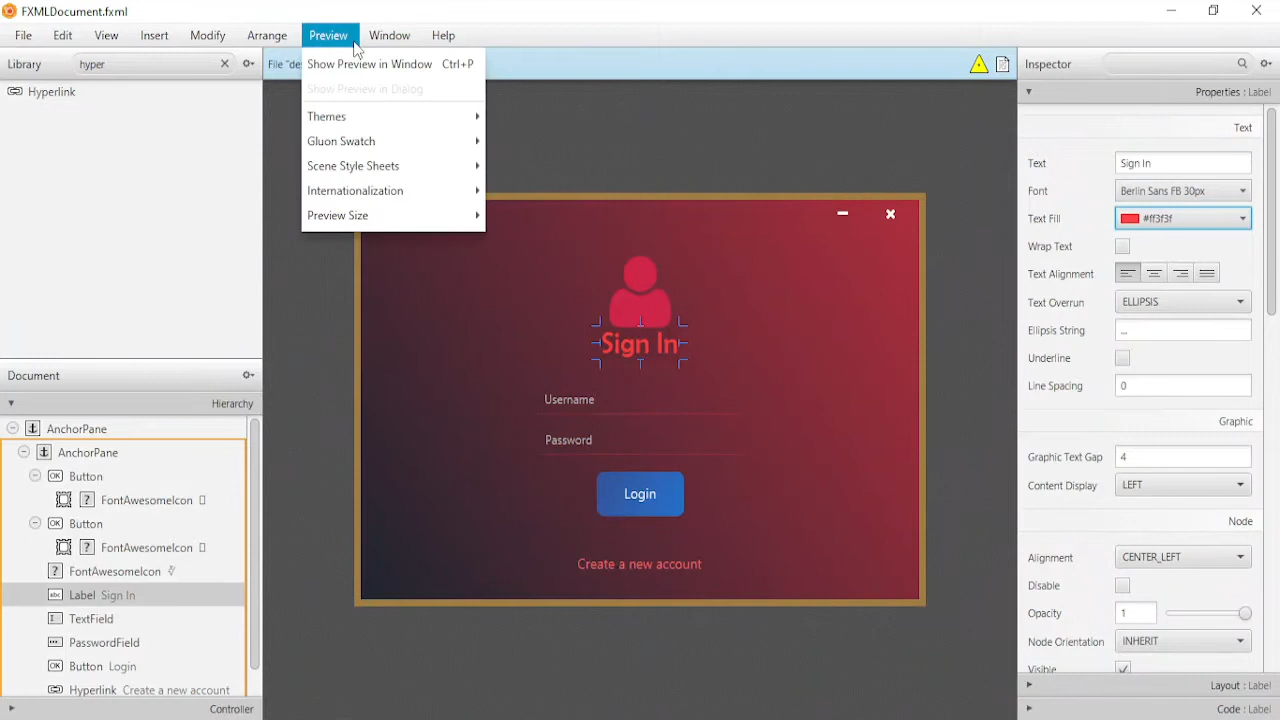 FXMLDocument.fxml
File Edit View Insert Modify Arrange Preview Window Help
Library
hyper
Hyperlink
Show Preview in Window Ctrl+P
Show Preview in Dialog
Themes
Gluon Swatch
Scene Style Sheets
Internationalization
Preview Size
Sign In
Username
Password
Login
Create a new account
Document
Hierarchy
AnchorPane
AnchorPane
OK Button
? FontAwesomeIcon
OK Button
? FontAwesomeIcon
? FontAwesomeIcon
abc Label Sign In
TextField
PasswordField
OK Button Login
Hyperlink Create a new account
Controller
Inspector
Properties : Label
Text
Text Sign In
Font Berlin Sans FB 30px
Text Fill #ff3f3f
Wrap Text
Text Alignment
Text Overrun ELLIPSIS
Ellipsis String ...
Underline
Line Spacing 0
Graphic
Graphic Text Gap 4
Content Display LEFT
Node
Alignment CENTER_LEFT
Disable
Opacity 1
Node Orientation INHERIT
Visible
Layout : Label
Code : Label